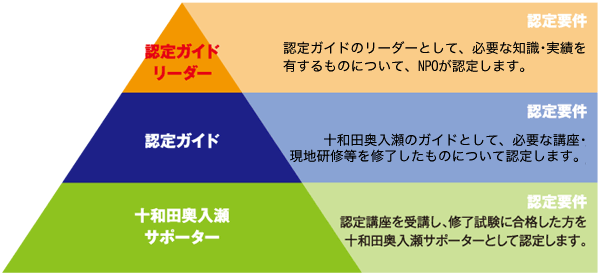 認定ガイド
リーダー
認定要件
認定ガイドのリーダーとして、必要な知識・実績を
有するものについて、NPOが認定します。
認定ガイド
認定要件
十和田奥入瀬のガイドとして、必要な講座・
現地研修等を修了したものについて認定します。
十和田奥入瀬
サポーター
認定要件
認定講座を受講し、修了試験に合格した方を
十和田奥入瀬サポーターとして認定します。